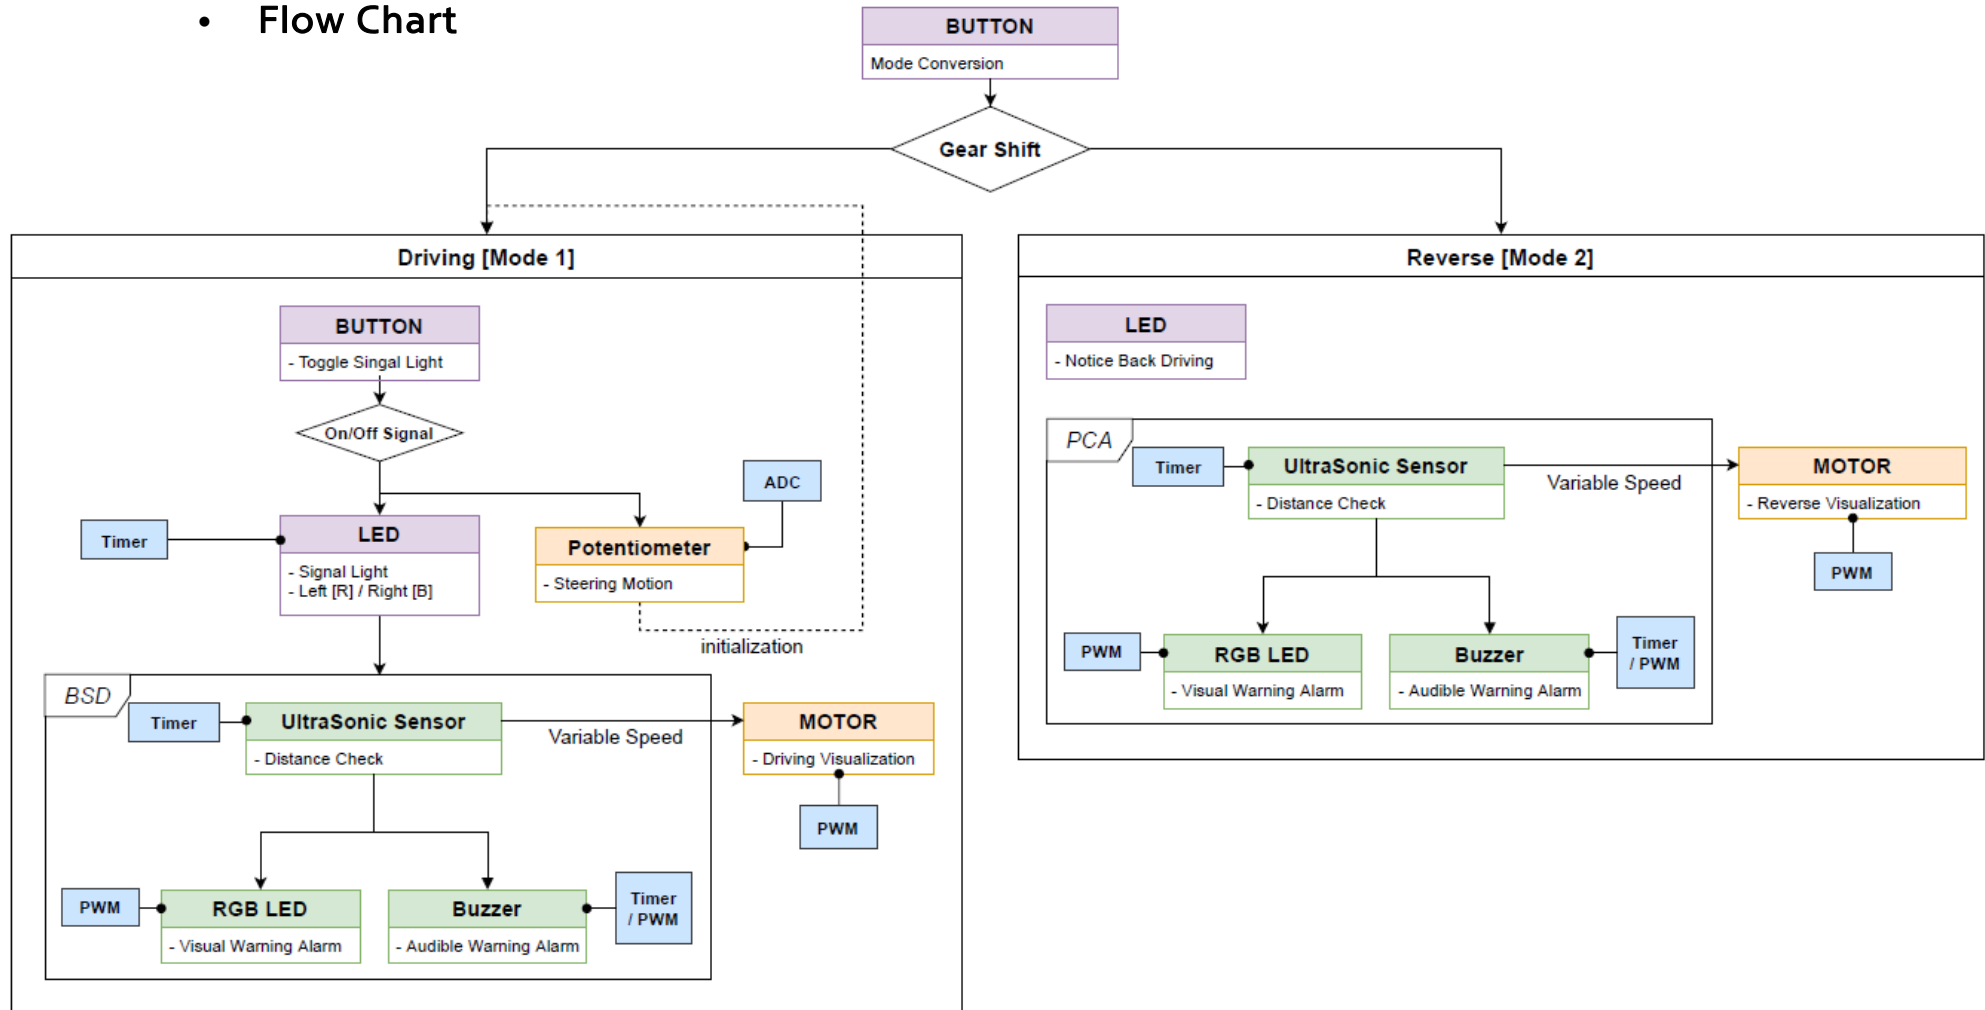 • Flow Chart
BUTTON
Mode Conversion
Gear Shift
Driving [Mode 1]
BUTTON
- Toggle Singal Light
On/Off Signal
ADC
Timer
LED
- Signal Light
- Left [R] / Right [B]
Potentiometer
- Steering Motion
initialization
BSD
Timer
UltraSonic Sensor
- Distance Check
Variable Speed
MOTOR
- Driving Visualization
PWM
PWM
RGB LED
- Visual Warning Alarm
Buzzer
- Audible Warning Alarm
Timer
/ PWM
Reverse [Mode 2]
LED
- Notice Back Driving
PCA
Timer
UltraSonic Sensor
- Distance Check
Variable Speed
MOTOR
- Reverse Visualization
PWM
PWM
RGB LED
- Visual Warning Alarm
Buzzer
- Audible Warning Alarm
Timer
/ PWM